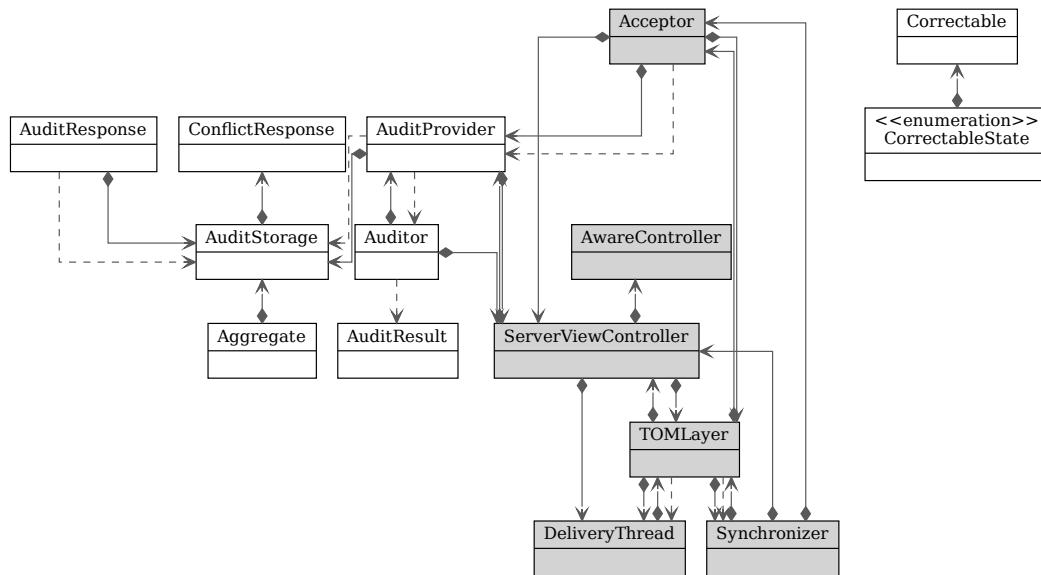 Acceptor
Correctable
AuditResponse
ConflictResponse
AuditProvider
<<enumeration>>
CorrectableState
AuditStorage
Auditor
AwareController
Aggregate
AuditResult
ServerViewController
TOMLayer
DeliveryThread
Synchronizer